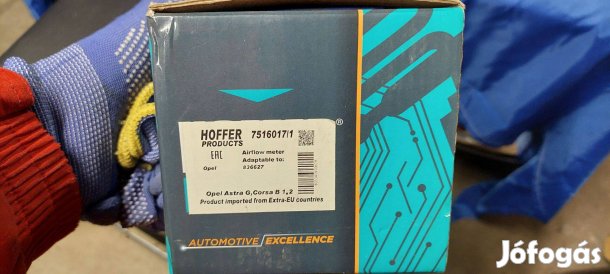 HOFFER 7516017/1
PRODUCTS
EAC Airflow meter
Adaptable to:
Opel 836627
Opel Astra G,Corsa B 1,2
Product imported from Extra-EU countries
®
AUTOMOTIVE EXCELLENCE
Jófogás